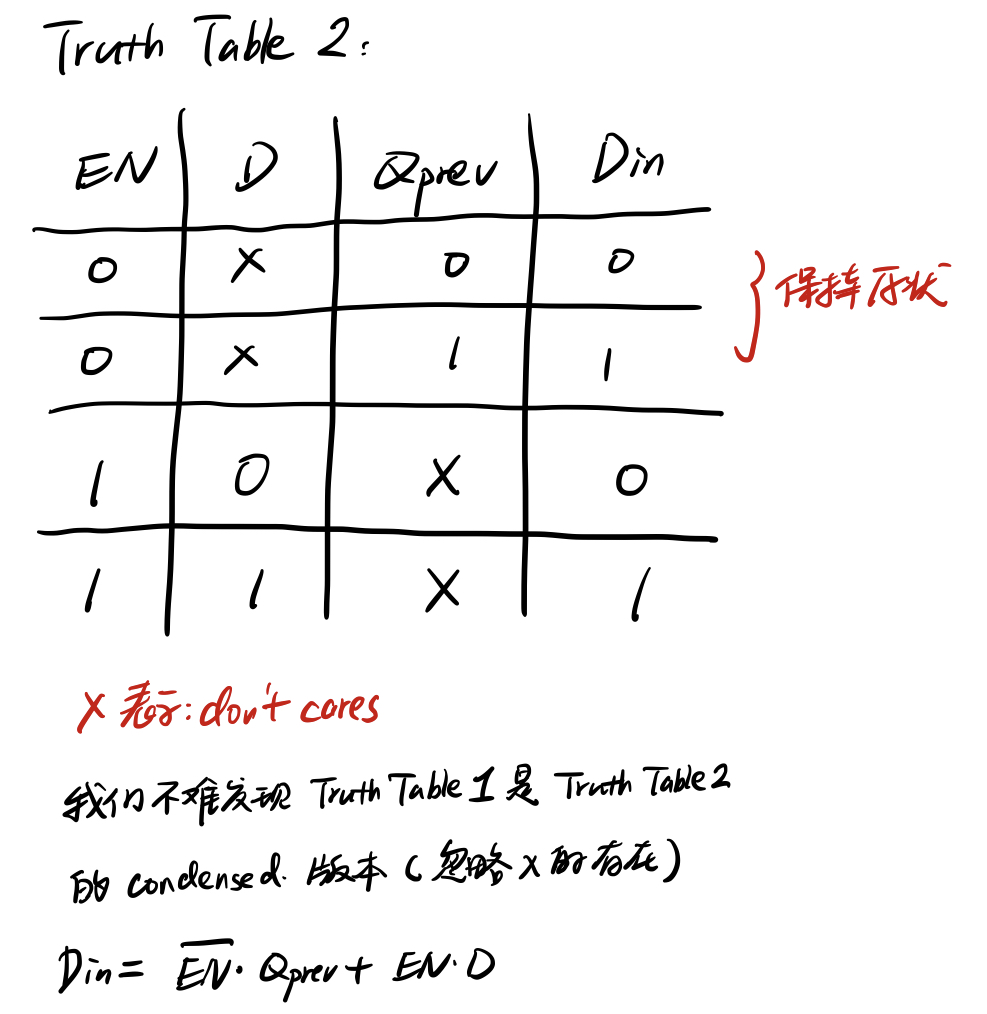 Truth Table 2:
EN D Qprev Din
0 X 0 0
0 X 1 1
保持原状
1 0 X 0
1 1 X 1
X 表示: don't cares
我们不难发现 Truth Table 1 是 Truth Table 2
的 condensed. 版本 (忽略 X 的存在)
Din = \overline{EN}· Qprev + EN·D